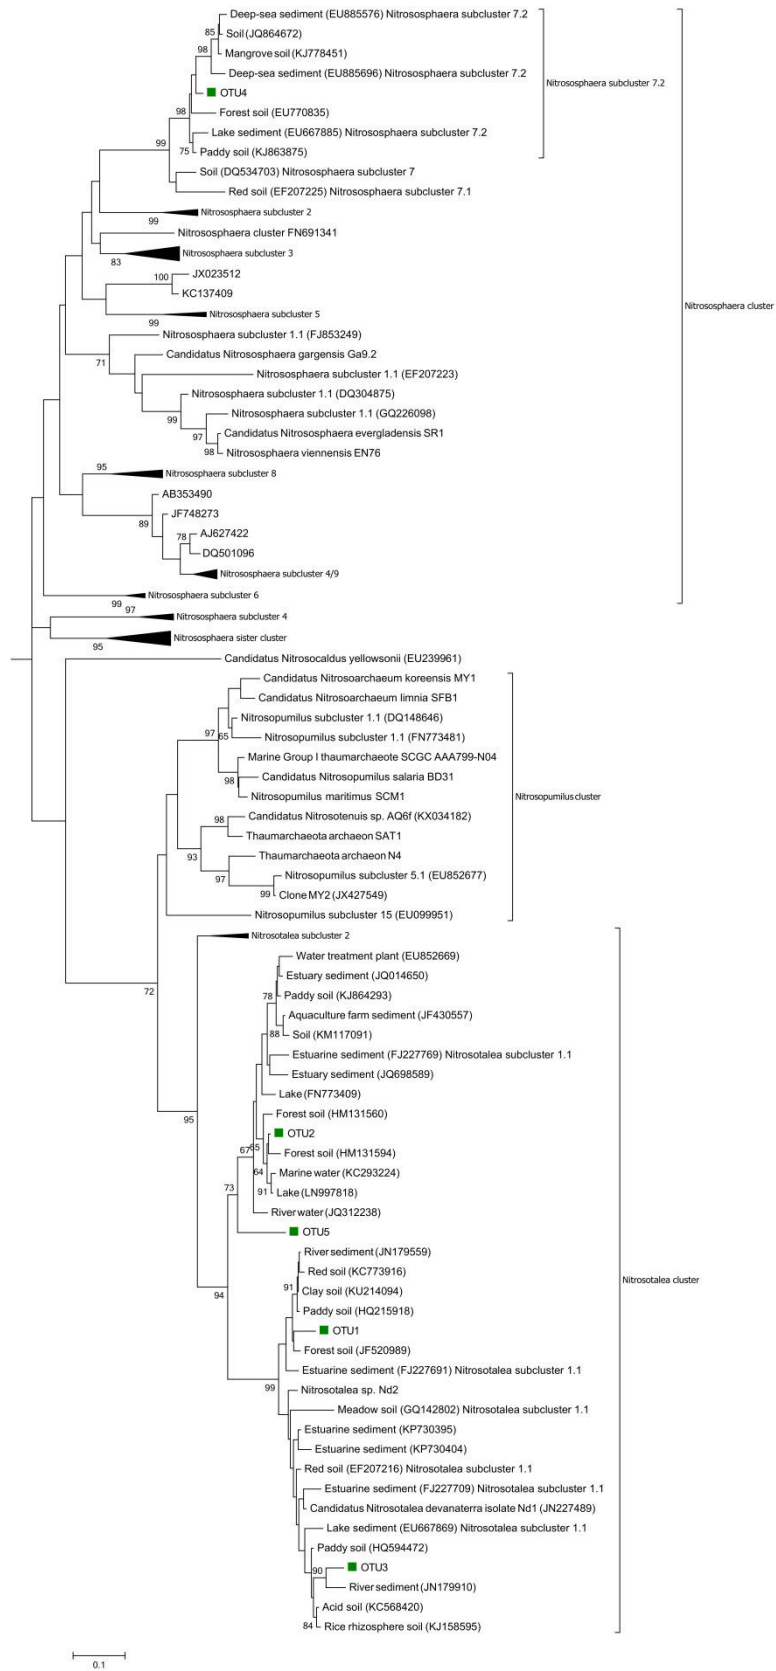 Deep-sea sediment (EU885576) Nitrososphaera subcluster 7.2
85
Soil (JQ864672)
98
Mangrove soil (KJ778451)
Deep-sea sediment (EU885696) Nitrososphaera subcluster 7.2
Nitrososphaera subcluster 7.2
OTU4
98
Forest soil (EU770835)
Lake sediment (EU667885) Nitrososphaera subcluster 7.2
99
75
Paddy soil (KJ863875)
Soil (DQ534703) Nitrososphaera subcluster 7
Red soil (EF207225) Nitrososphaera subcluster 7.1
Nitrososphaera subcluster 2
99
Nitrososphaera cluster FN691341
Nitrososphaera subcluster 3
83
100
JX023512
KC137409
Nitrososphaera cluster
Nitrososphaera subcluster 5
99
Nitrososphaera subcluster 1.1 (FJ853249)
71
Candidatus Nitrososphaera gargensis Ga9.2
Nitrososphaera subcluster 1.1 (EF207223)
Nitrososphaera subcluster 1.1 (DQ304875)
99
Nitrososphaera subcluster 1.1 (GQ226098)
97
Candidatus Nitrososphaera evergladensis SR1
98
Nitrososphaera viennensis EN76
95
Nitrososphaera subcluster 8
AB353490
89
JF748273
78
AJ627422
DQ501096
Nitrososphaera subcluster 4/9
Nitrososphaera subcluster 6
99
97
Nitrososphaera subcluster 4
Nitrososphaera sister cluster
95
Candidatus Nitrosocaldus yellowsonii (EU239961)
Candidatus Nitrosoarchaeum koreensis MY1
Candidatus Nitrosoarchaeum limnia SFB1
Nitrosopumilus subcluster 1.1 (DQ148646)
97
65
Nitrosopumilus subcluster 1.1 (FN773481)
Marine Group I thaumarchaeote SCGC AAA799-N04
98
Candidatus Nitrosopumilus salaria BD31
Nitrosopumilus maritimus SCM1
Nitrosopumilus cluster
98
Candidatus Nitrosotenuis sp. AQ6f (KX034182)
Thaumarchaeota archaeon SAT1
93
Thaumarchaeota archaeon N4
97
Nitrosopumilus subcluster 5.1 (EU852677)
99
Clone MY2 (JX427549)
Nitrosopumilus subcluster 15 (EU099951)
Nitrosotalea subcluster 2
72
Water treatment plant (EU852669)
Estuary sediment (JQ014650)
78
Paddy soil (KJ864293)
Aquaculture farm sediment (JF430557)
88
Soil (KM117091)
Estuarine sediment (FJ227769) Nitrosotalea subcluster 1.1
Estuary sediment (JQ698589)
Lake (FN773409)
95
Forest soil (HM131560)
OTU2
67
65
Forest soil (HM131594)
64
Marine water (KC293224)
73
91
Lake (LN997818)
River water (JQ312238)
OTU5
River sediment (JN179559)
Red soil (KC773916)
Nitrosotalea cluster
94
91
Clay soil (KU214094)
Paddy soil (HQ215918)
OTU1
Forest soil (JF520989)
Estuarine sediment (FJ227691) Nitrosotalea subcluster 1.1
99
Nitrosotalea sp. Nd2
Meadow soil (GQ142802) Nitrosotalea subcluster 1.1
Estuarine sediment (KP730395)
Estuarine sediment (KP730404)
Red soil (EF207216) Nitrosotalea subcluster 1.1
Estuarine sediment (FJ227709) Nitrosotalea subcluster 1.1
Candidatus Nitrosotalea devanaterra isolate Nd1 (JN227489)
Lake sediment (EU667869) Nitrosotalea subcluster 1.1
Paddy soil (HQ594472)
90
OTU3
River sediment (JN179910)
Acid soil (KC568420)
84
Rice rhizosphere soil (KJ158595)
0.1